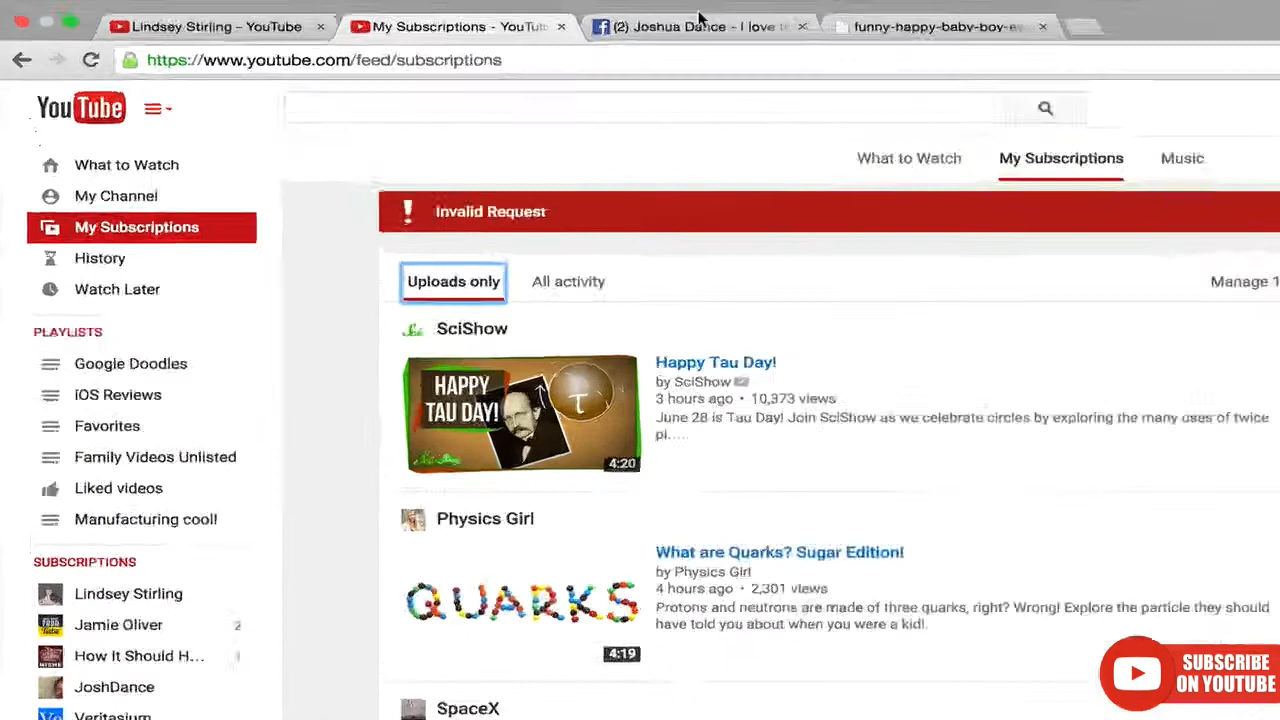 Lindsey Stirling - YouTube
My Subscriptions - YouTub
(2) Joshua Dance - I love t
funny-happy-baby-boy-e
https://www.youtube.com/feed/subscriptions
YouTube
What to Watch
My Subscriptions
Music
What to Watch
My Channel
My Subscriptions
History
Watch Later
PLAYLISTS
Google Doodles
iOS Reviews
Favorites
Family Videos Unlisted
Liked videos
Manufacturing cool!
SUBSCRIPTIONS
Lindsey Stirling
Jamie Oliver 2
How It Should H...
JoshDance
Veritasium
Invalid Request
Uploads only
All activity
Manage 1
SciShow
HAPPY
TAU DAY!
τ
4:20
Happy Tau Day!
by SciShow
3 hours ago • 10,373 views
June 28 is Tau Day! Join SciShow as we celebrate circles by exploring the many uses of twice
pi.....
Physics Girl
QUARKS
4:19
What are Quarks? Sugar Edition!
by Physics Girl
4 hours ago • 2,301 views
Protons and neutrons are made of three quarks, right? Wrong! Explore the particle they should
have told you about when you were a kid!.
SpaceX
SUBSCRIBE
ON YOUTUBE